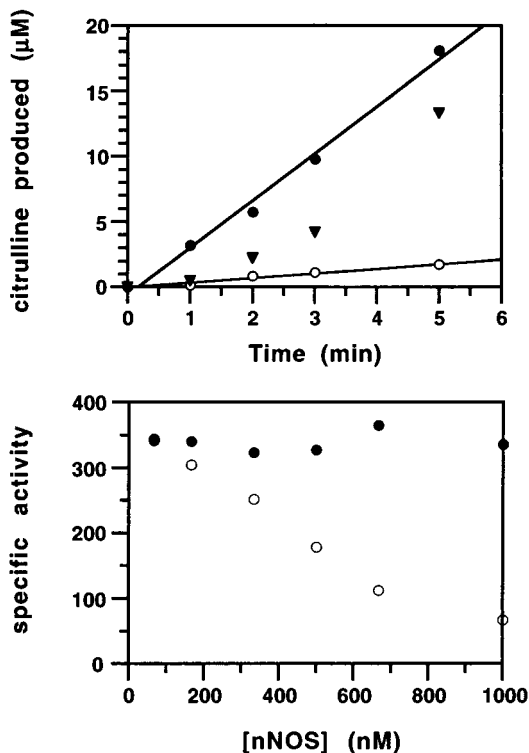 citrulline produced (µM)
20
15
10
5
0
0 1 2 3 4 5 6
Time (min)
specific activity
400
300
200
100
0
0 200 400 600 800 1000
[nNOS] (nM)